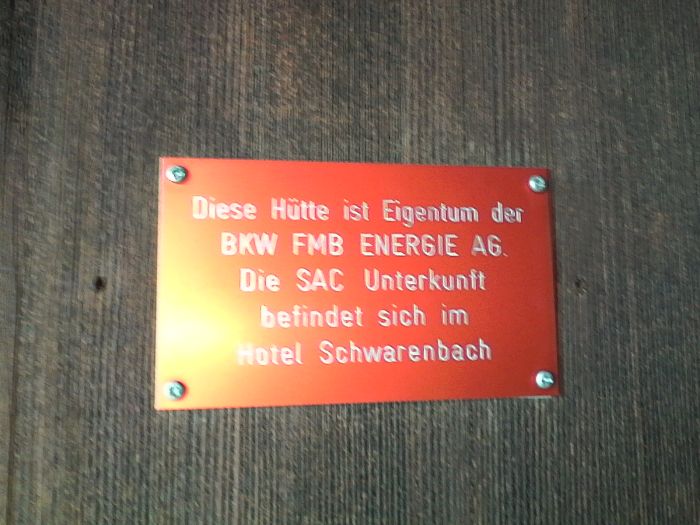 Diese Hütte ist Eigentum der
BKW FMB ENERGIE AG.
Die SAC Unterkunft
befindet sich im
Hotel Schwarenbach